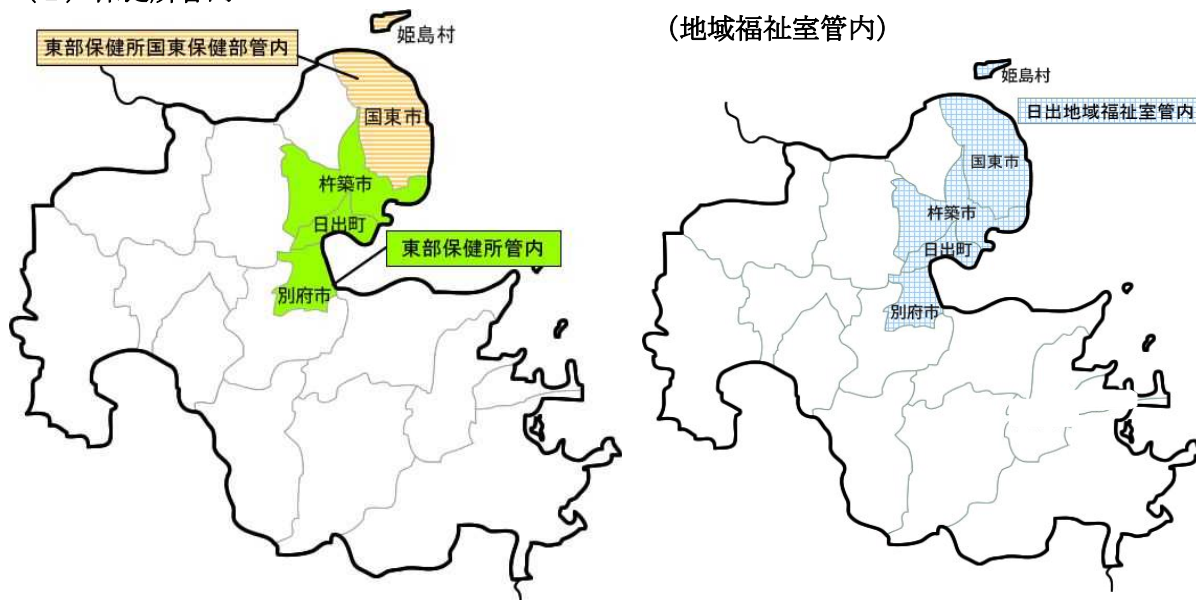 姫島村
東部保健所国東保健部管内
国東市
杵築市
日出町
東部保健所管内
別府市
(地域福祉室管内)
姫島村
日出地域福祉室管内
国東市
杵築市
日出町
別府市